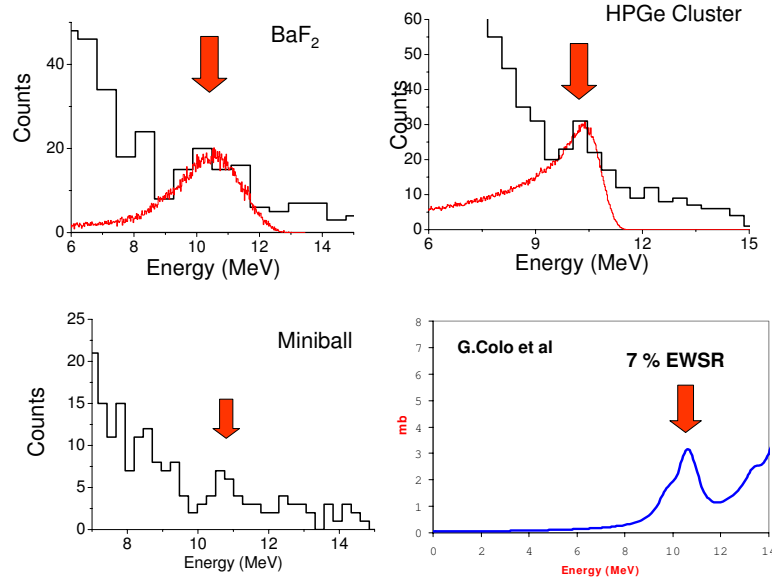 BaF2
Counts
40
20
0
6 8 10 12 14
Energy (MeV)
HPGe Cluster
Counts
60
50
40
30
20
10
0
6 9 12 15
Energy (MeV)
Miniball
Counts
25
20
15
10
5
0
8 10 12 14
Energy (MeV)
G.Colo et al
7 % EWSR
mb
8
7
6
5
4
3
2
1
0
0 2 4 6 8 10 12 14
Energy (MeV)